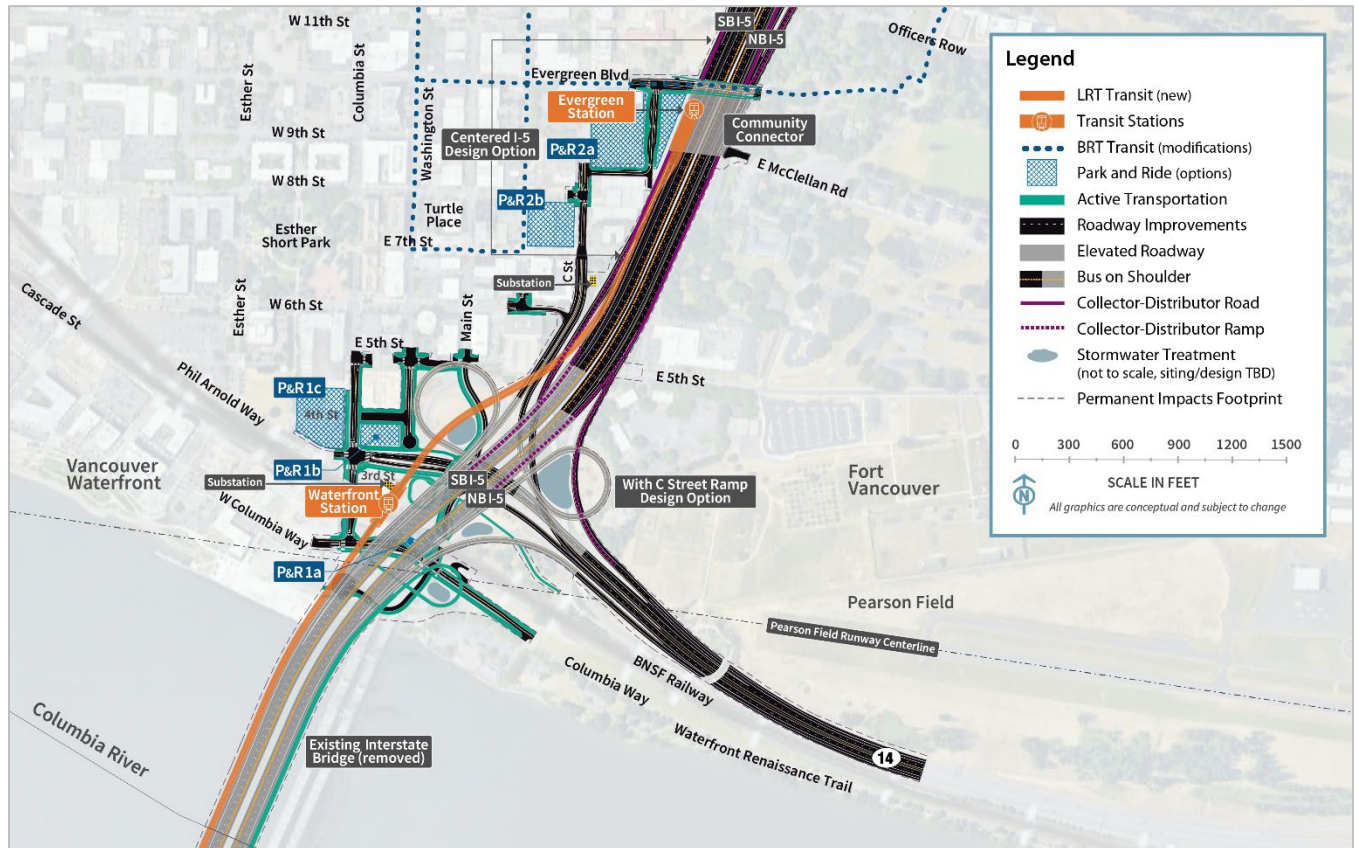 W 11th St
Esther St
Columbia St
SBI-5
NBI-5
Officers Row
Evergreen Blvd
Evergreen
Station
Washington St
W 9th St
Centered I-5
Design Option
Community
Connector
P&R2a
E McClellan Rd
W 8th St
P&R2b
Turtle
Place
Esther
Short Park
E 7th St
C St
Substation
Cascade St
Esther St
W 6th St
Main St
E 5th St
E 5th St
Phil Arnold Way
P&R1c
4th St
Vancouver
Waterfront
P&R1b
3rd St
Substation
SBI-5
NBI-5
With C Street Ramp
Design Option
Fort
Vancouver
Waterfront
Station
W Columbia Way
P&R1a
Pearson Field
Pearson Field Runway Centerline
BNSF Railway
Columbia Way
Waterfront Renaissance Trail
14
Columbia River
Existing Interstate
Bridge (removed)
Legend
LRT Transit (new)
Transit Stations
BRT Transit (modifications)
Park and Ride (options)
Active Transportation
Roadway Improvements
Elevated Roadway
Bus on Shoulder
Collector-Distributor Road
Collector-Distributor Ramp
Stormwater Treatment
(not to scale, siting/design TBD)
Permanent Impacts Footprint
0 300 600 900 1200 1500
N
SCALE IN FEET
All graphics are conceptual and subject to change